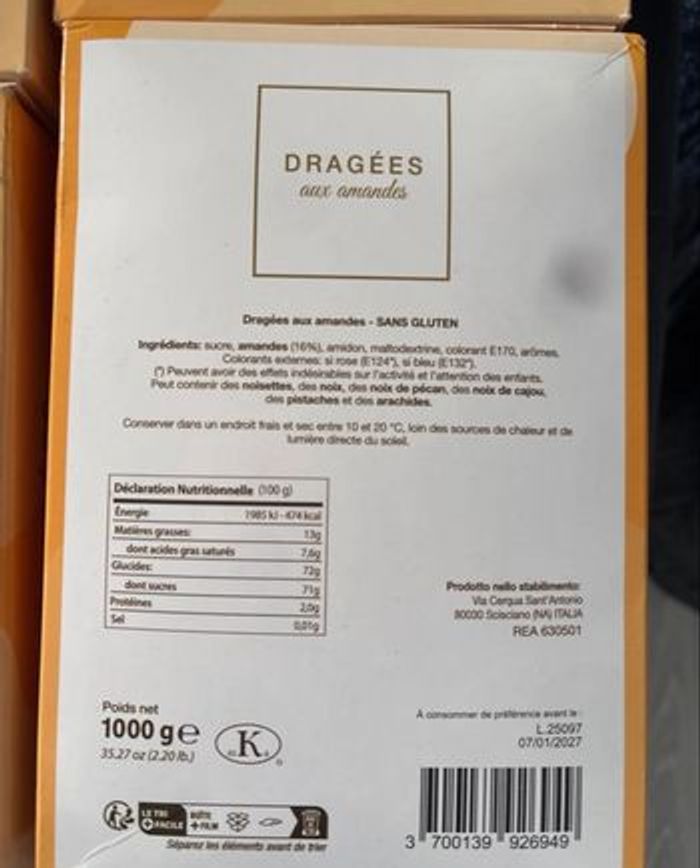 DRAGÉES
aux amandes
Dragées aux amandes - SANS GLUTEN
Ingrédients: sucre, amandes (16%), amidon, maltodextrine, colorant E170, arômes.
Colorants externes: si rose (E124*), si bleu (E132*).
(*) Peuvent avoir des effets indésirables sur l'activité et l'attention des enfants.
Peut contenir des noisettes, des noix, des noix de pécan, des noix de cajou,
des pistaches et des arachides.
Conserver dans un endroit frais et sec entre 10 et 20 °C, loin des sources de chaleur et de
lumière directe du soleil.
Déclaration Nutritionnelle (100 g)
Énergie 1985 kJ - 474 kcal
Matières grasses: 13g
dont acides gras saturés 7,6g
Glucides: 72g
dont sucres 71g
Protéines 2,0g
Sel 0,01g
Prodotto nello stabilimento:
Via Cergua Sant'Antonio
80030 Scisciano (NA) ITALIA
REA 630501
Poids net
1000 g e
35.27 oz (2.20 lb.)
K
À consommer de préférence avant le :
L.25097
07/01/2027
LE TRI
+ FACILE
BOÎTE
+ FILM
Séparez les éléments avant de trier
3 700139 926949